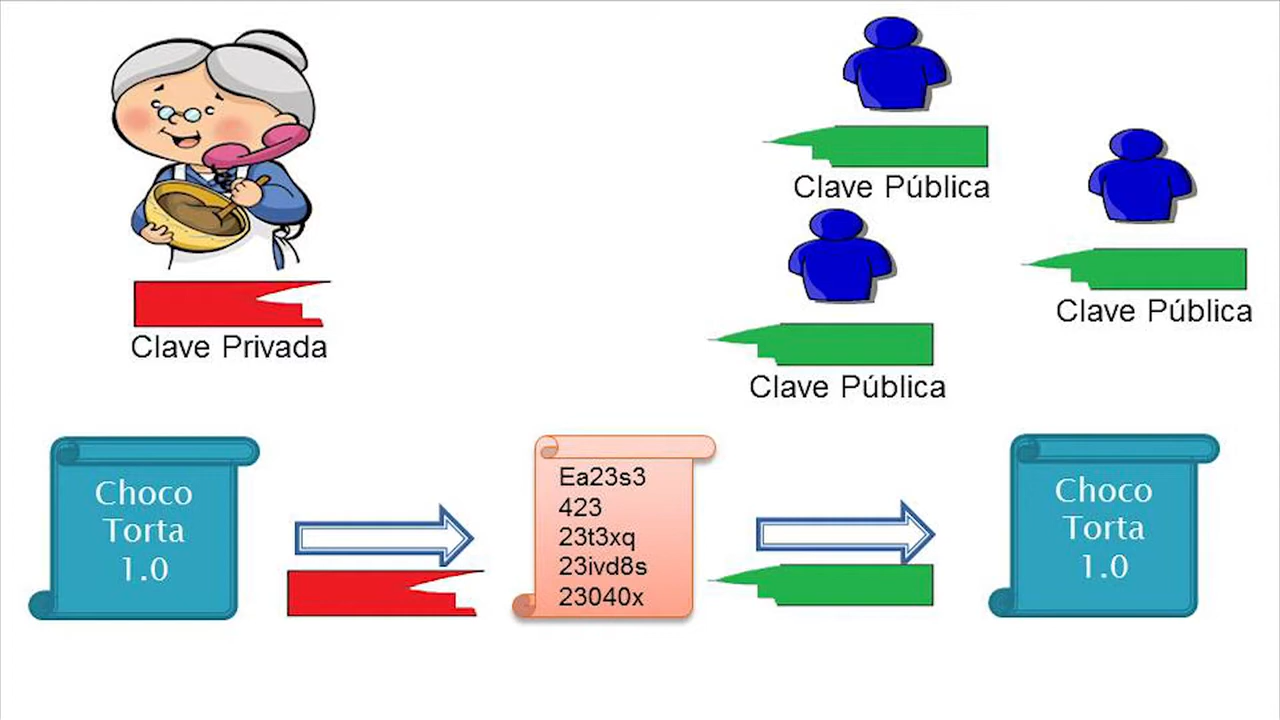 Clave Pública
Clave Pública
Clave Privada
Clave Pública
Choco
Torta
1.0
Ea23s3
423
23t3xq
23ivd8s
23040x
Choco
Torta
1.0